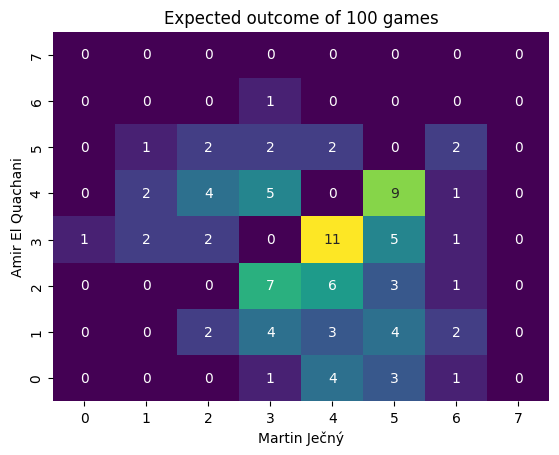 Expected outcome of 100 games
Amir El Quachani
7 0 0 0 0 0 0 0 0
6 0 0 0 1 0 0 0 0
5 0 1 2 2 2 0 2 0
4 0 2 4 5 0 9 1 0
3 1 2 2 0 11 5 1 0
2 0 0 0 7 6 3 1 0
1 0 0 2 4 3 4 2 0
0 0 0 0 1 4 3 1 0
0 1 2 3 4 5 6 7
Martin Ječný